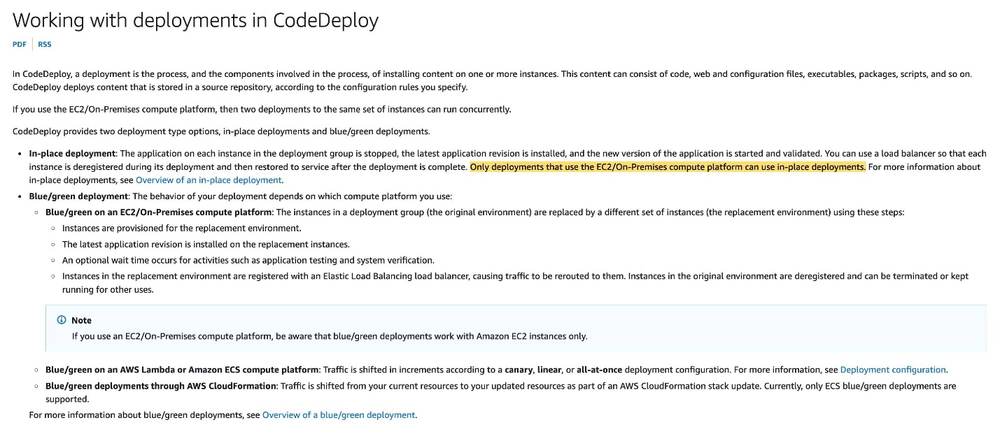 Working with deployments in CodeDeploy
PDF RSS
In CodeDeploy, a deployment is the process, and the components involved in the process, of installing content on one or more instances. This content can consist of code, web and configuration files, executables, packages, scripts, and so on.
CodeDeploy deploys content that is stored in a source repository, according to the configuration rules you specify.
If you use the EC2/On-Premises compute platform, then two deployments to the same set of instances can run concurrently.
CodeDeploy provides two deployment type options, in-place deployments and blue/green deployments.
• In-place deployment: The application on each instance in the deployment group is stopped, the latest application revision is installed, and the new version of the application is started and validated. You can use a load balancer so that each
instance is deregistered during its deployment and then restored to service after the deployment is complete. Only deployments that use the EC2/On-Premises compute platform can use in-place deployments. For more information about
in-place deployments, see Overview of an in-place deployment.
• Blue/green deployment: The behavior of your deployment depends on which compute platform you use:
◦ Blue/green on an EC2/On-Premises compute platform: The instances in a deployment group (the original environment) are replaced by a different set of instances (the replacement environment) using these steps:
◦ Instances are provisioned for the replacement environment.
◦ The latest application revision is installed on the replacement instances.
◦ An optional wait time occurs for activities such as application testing and system verification.
◦ Instances in the replacement environment are registered with an Elastic Load Balancing load balancer, causing traffic to be rerouted to them. Instances in the original environment are deregistered and can be terminated or kept
running for other uses.
Note
If you use an EC2/On-Premises compute platform, be aware that blue/green deployments work with Amazon EC2 instances only.
◦ Blue/green on an AWS Lambda or Amazon ECS compute platform: Traffic is shifted in increments according to a canary, linear, or all-at-once deployment configuration. For more information, see Deployment configuration.
◦ Blue/green deployments through AWS CloudFormation: Traffic is shifted from your current resources to your updated resources as part of an AWS CloudFormation stack update. Currently, only ECS blue/green deployments are
supported.
For more information about blue/green deployments, see Overview of a blue/green deployment.